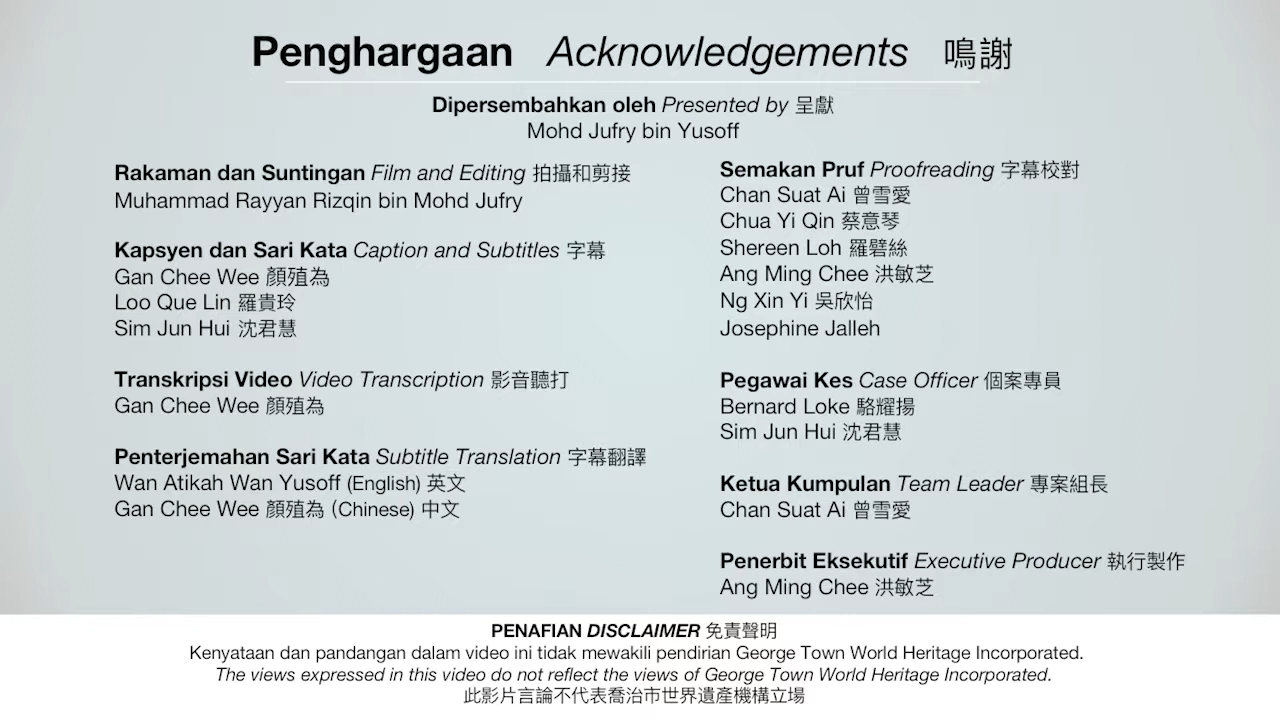 Penghargaan Acknowledgements 鳴謝
Dipersembahkan oleh Presented by 呈獻
Mohd Jufry bin Yusoff
Rakaman dan Suntingan Film and Editing 拍攝和剪接
Muhammad Rayyan Rizqin bin Mohd Jufry
Kapsyen dan Sari Kata Caption and Subtitles 字幕
Gan Chee Wee 顏殖為
Loo Que Lin 羅貴玲
Sim Jun Hui 沈君慧
Transkripsi Video Video Transcription 影音聽打
Gan Chee Wee 顏殖為
Penterjemahan Sari Kata Subtitle Translation 字幕翻譯
Wan Atikah Wan Yusoff (English) 英文
Gan Chee Wee 顏殖為 (Chinese) 中文
Semakan Pruf Proofreading 字幕校對
Chan Suat Ai 曾雪愛
Chua Yi Qin 蔡意琴
Shereen Loh 羅礕絲
Ang Ming Chee 洪敏芝
Ng Xin Yi 吳欣怡
Josephine Jalleh
Pegawai Kes Case Officer 個案專員
Bernard Loke 駱耀揚
Sim Jun Hui 沈君慧
Ketua Kumpulan Team Leader 專案組長
Chan Suat Ai 曾雪愛
Penerbit Eksekutif Executive Producer 執行製作
Ang Ming Chee 洪敏芝
PENAFIAN DISCLAIMER 免責聲明
Kenyataan dan pandangan dalam video ini tidak mewakili pendirian George Town World Heritage Incorporated.
The views expressed in this video do not reflect the views of George Town World Heritage Incorporated.
此影片言論不代表喬治市世界遺產機構立場